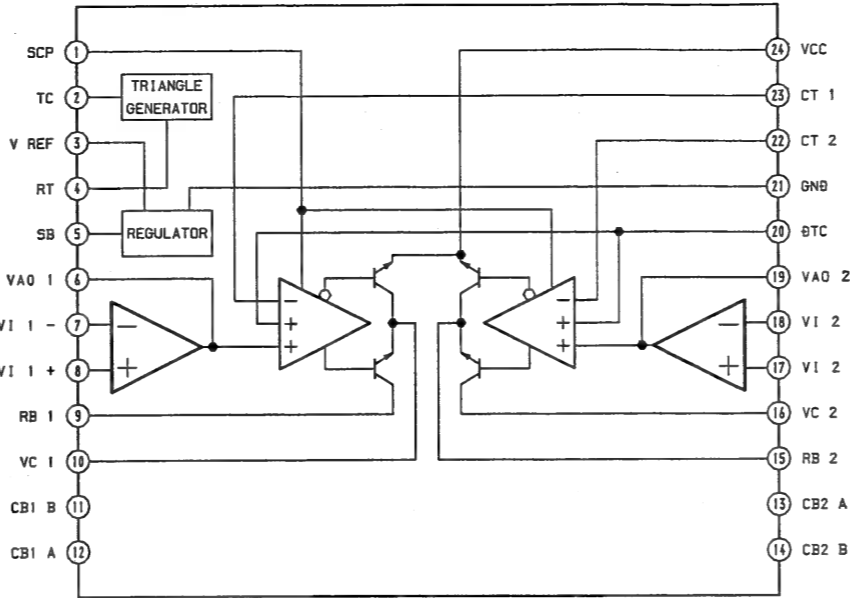 SCP 1
TC 2
V REF 3
RT 4
SB 5
VAO 1 6
VI 1 - 7
VI 1 + 8
RB 1 9
VC 1 10
CB1 B 11
CB1 A 12
TRIANGLE
GENERATOR
REGULATOR
-
+
-
+
+
-
+
+
-
+
24 VCC
23 CT 1
22 CT 2
21 GND
20 DTC
19 VAO 2
18 VI 2
17 VI 2
16 VC 2
15 RB 2
13 CB2 A
14 CB2 B